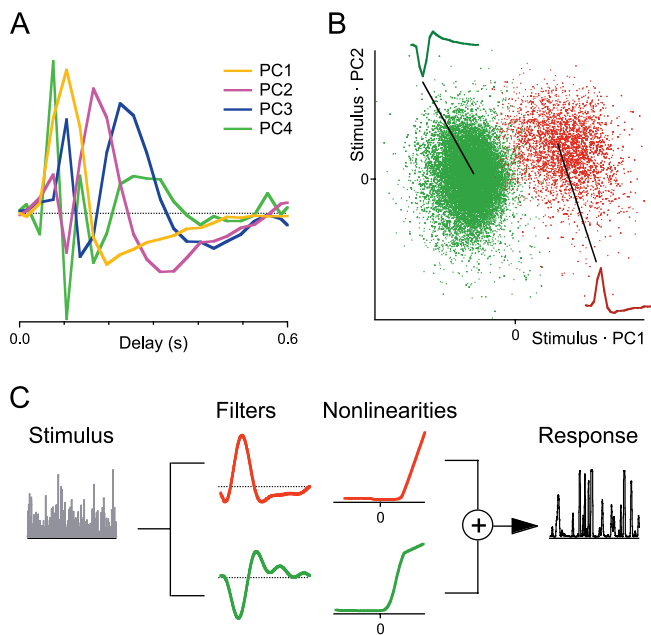 A
PC1
PC2
PC3
PC4
0.0
Delay (s)
0.6
B
Stimulus · PC2
0
0
Stimulus · PC1
C
Stimulus
Filters
Nonlinearities
Response
0
0
+